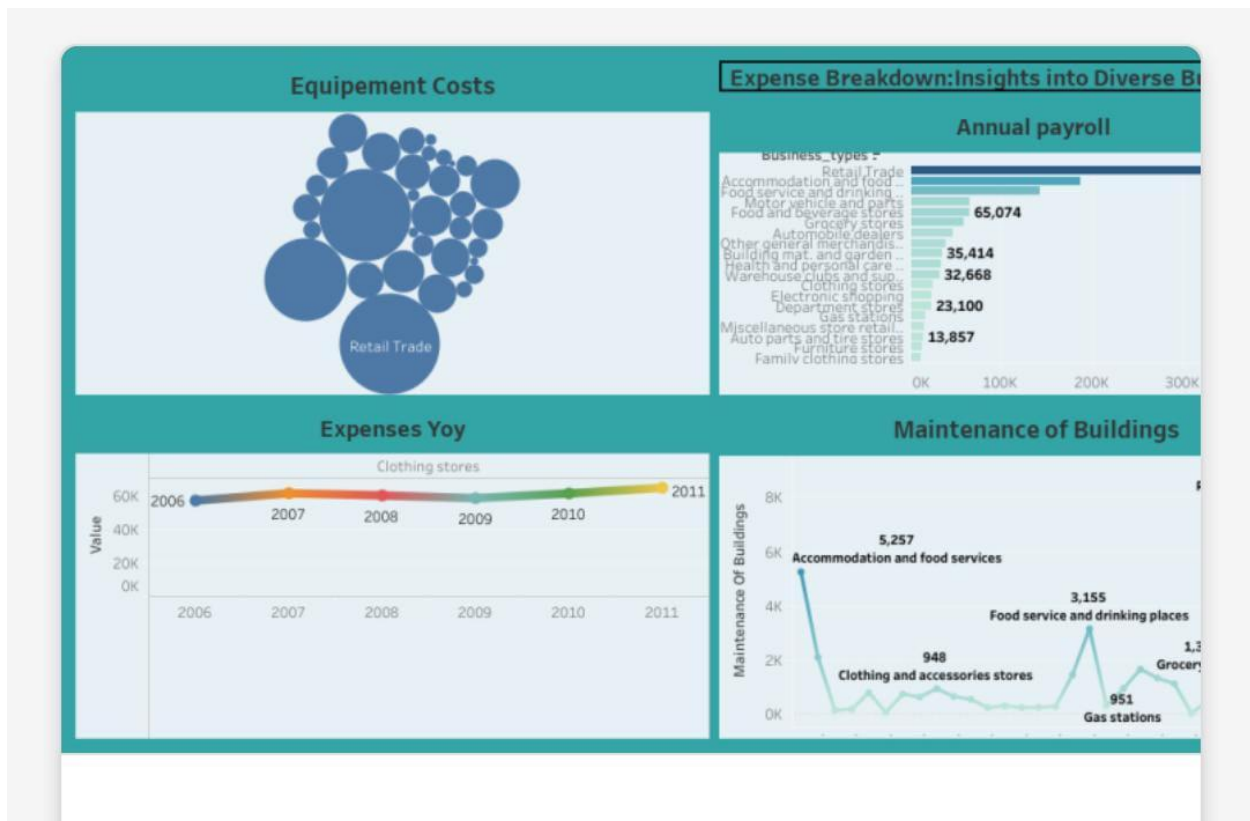 Equipement Costs
Retail Trade
Expense Breakdown:Insights into Diverse
Annual payroll
Business_types
Retail Trade
Accommodation and food ..
Food service and drinking ..
Motor vehicle and parts
Food and beverage stores
65,074
Grocery stores
Automobile dealers
Other general merchandis..
Building mat. and garden ..
35,414
Health and personal care ..
Warehouse clubs and sup..
32,668
Clothing stores
Electronic shopping
Department stores
23,100
Gas stations
Miscellaneous store retail..
Auto parts and tire stores
13,857
Furniture stores
Family clothing stores
0K 100K 200K 300K
Expenses Yoy
Clothing stores
Value
60K
40K
20K
0K
2006
2007
2008
2009
2010
2011
2006 2007 2008 2009 2010 2011
Maintenance of Buildings
Maintenance Of Buildings
8K
6K
4K
2K
0K
5,257
Accommodation and food services
948
Clothing and accessories stores
3,155
Food service and drinking places
951
Gas stations
Grocery